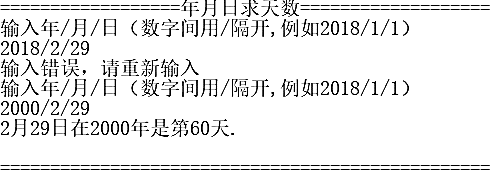 ==================年月日求天数===================
输入年/月/日（数字间用/隔开,例如2018/1/1）
2018/2/29
输入错误，请重新输入
输入年/月/日（数字间用/隔开,例如2018/1/1）
2000/2/29
2月29日在2000年是第60天.
=================================================